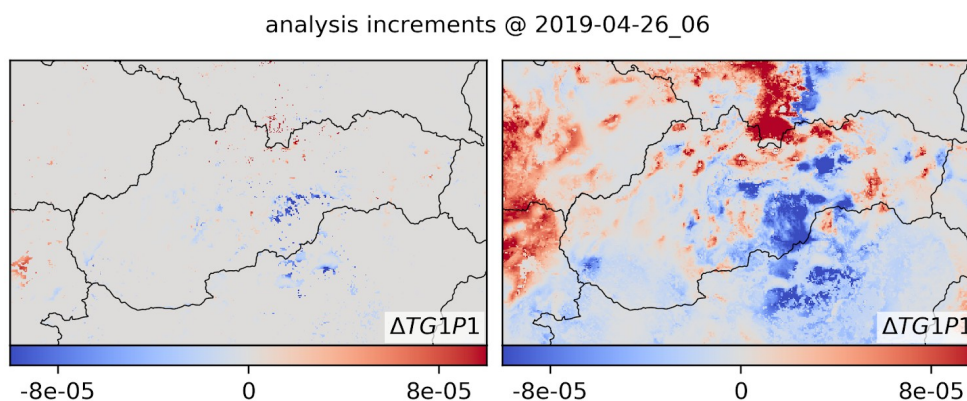 analysis increments @ 2019-04-26_06
ΔTG1P1
ΔTG1P1
-8e-05 0 8e-05
-8e-05 0 8e-05